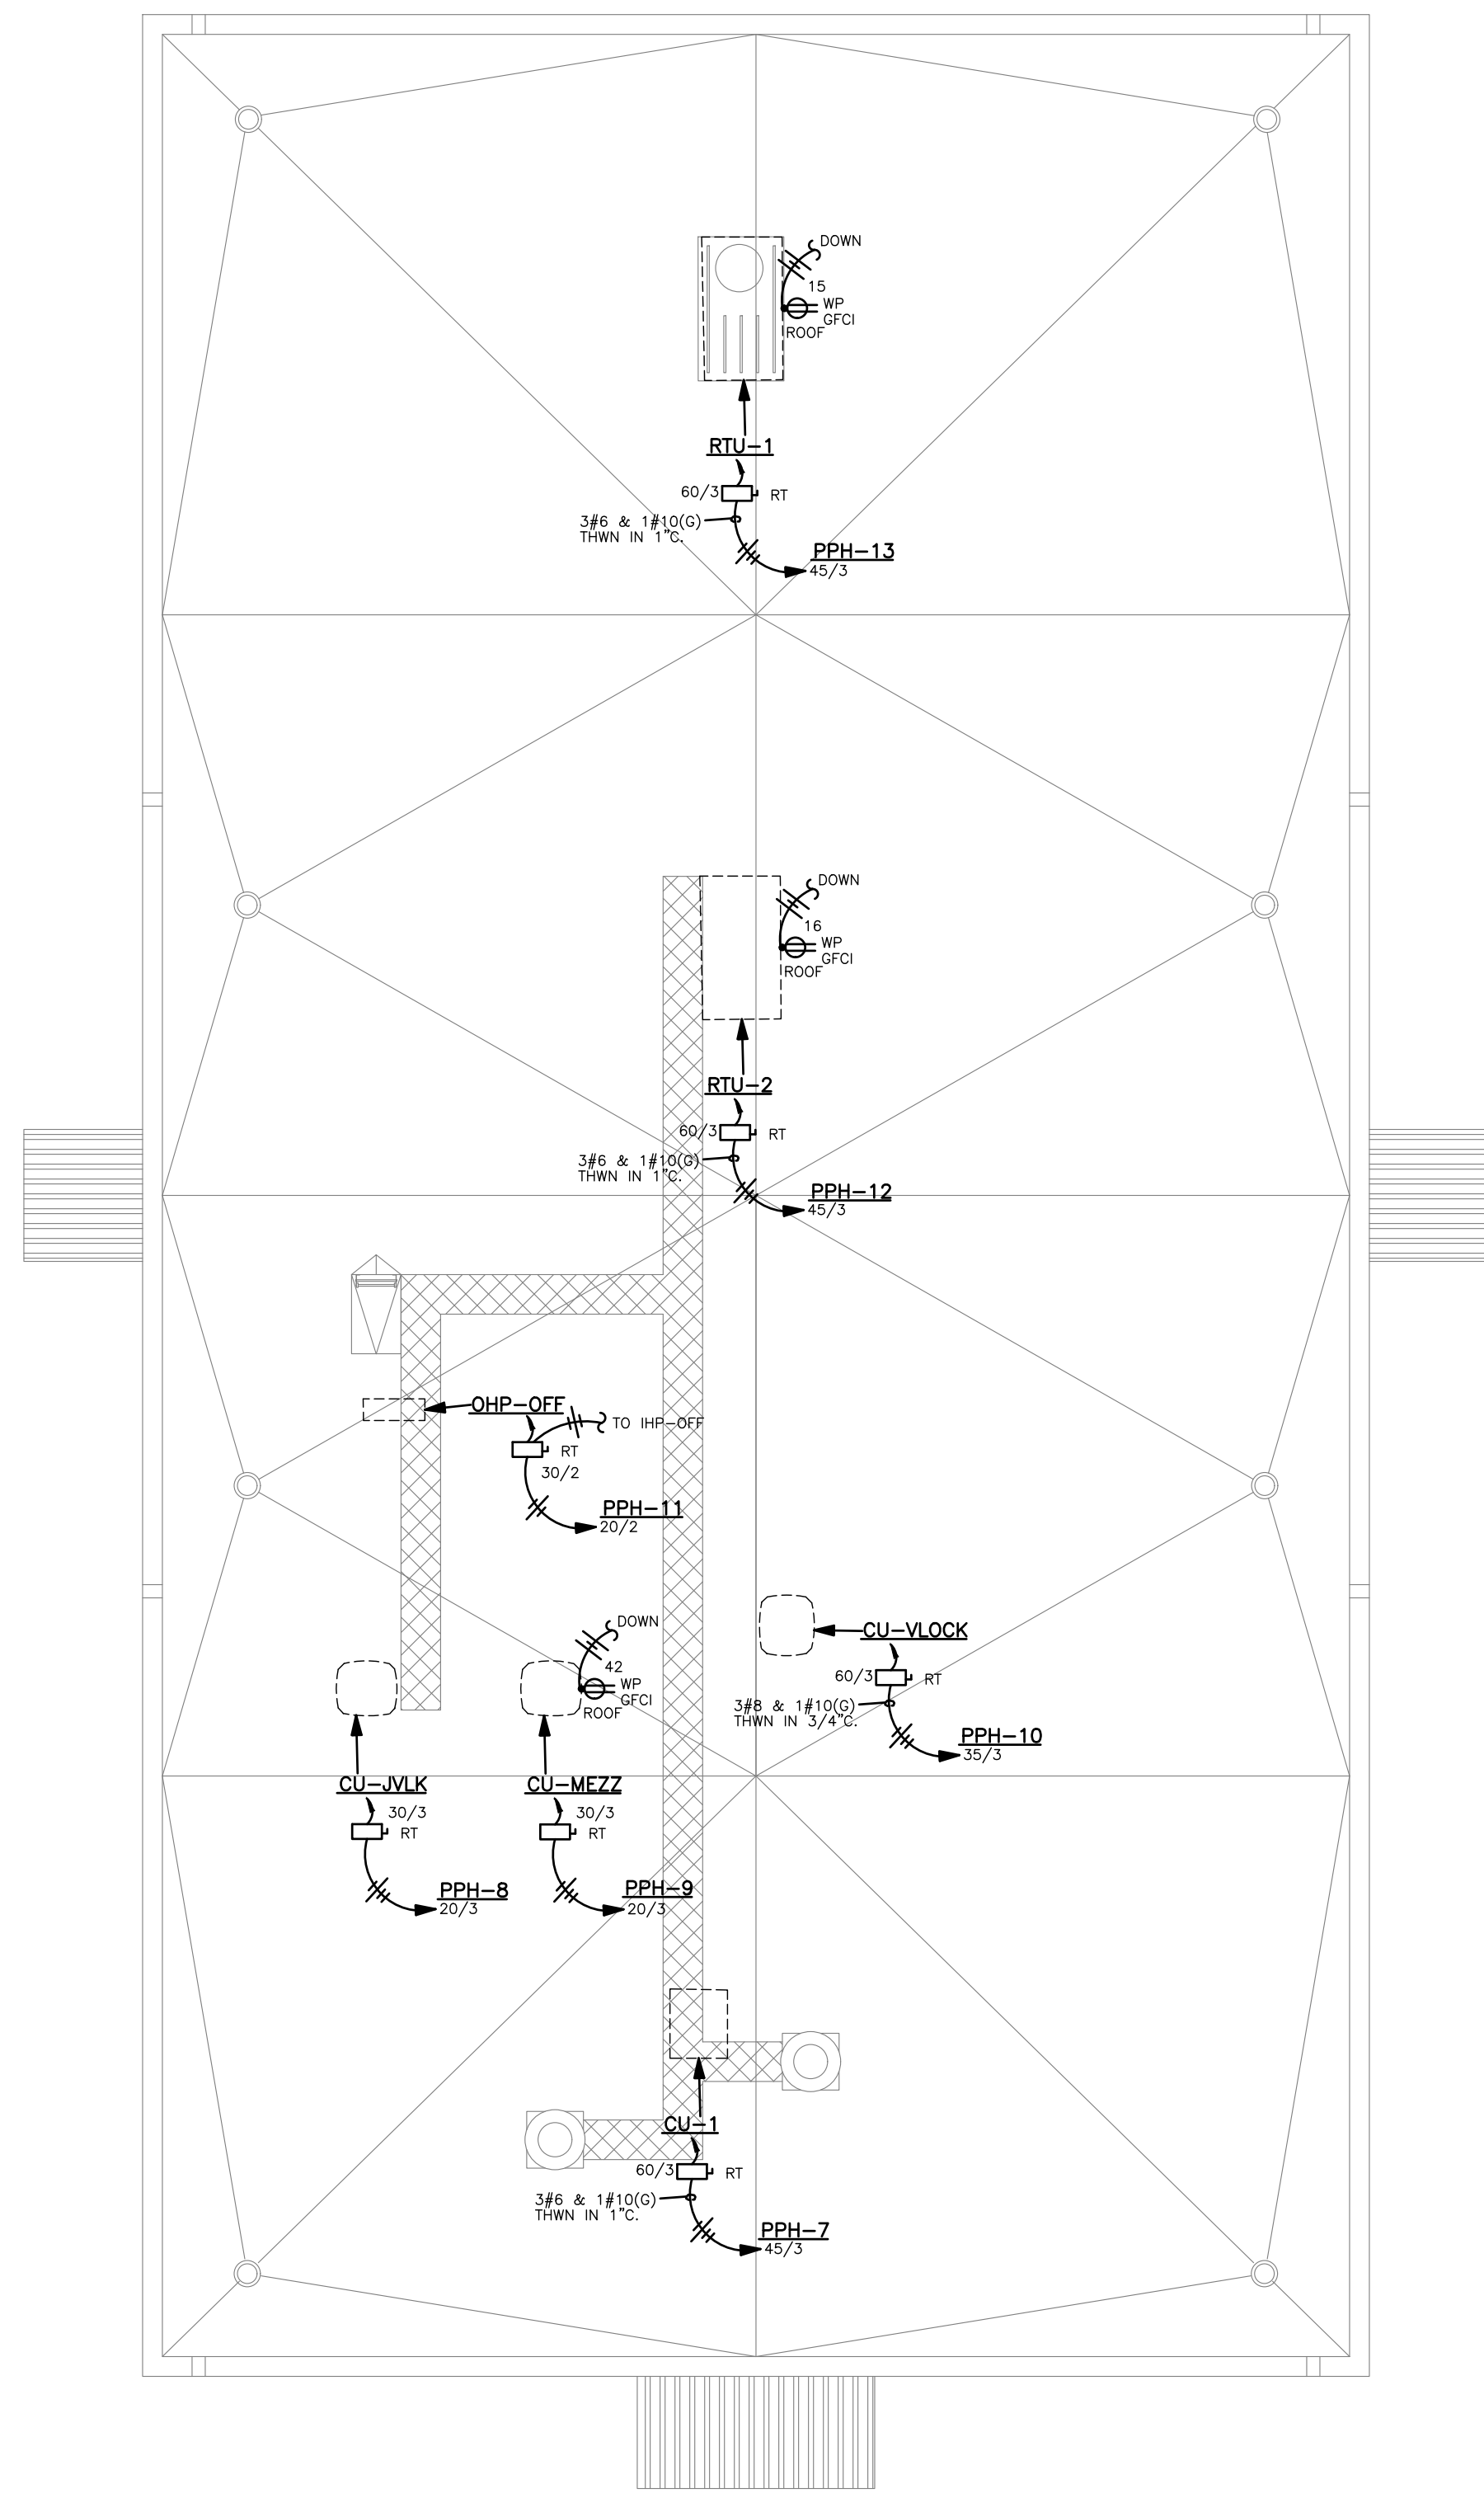 DOWN
15
WP
GFCI
ROOF
RTU-1
60/3
RT
3#6 & 1#10(G)
THWN IN 1"C.
PPH-13
45/3
DOWN
16
WP
GFCI
ROOF
RTU-2
60/3
RT
3#6 & 1#10(G)
THWN IN 1"C.
PPH-12
45/3
OHP-OFF
TO IHP-OFF
RT
30/2
PPH-11
20/2
DOWN
42
WP
GFCI
ROOF
CU-VLOCK
60/3
RT
3#8 & 1#10(G)
THWN IN 3/4"C.
PPH-10
35/3
CU-JVLK
30/3
RT
PPH-8
20/3
CU-MEZZ
30/3
RT
PPH-9
20/3
CU-1
60/3
RT
3#6 & 1#10(G)
THWN IN 1"C.
PPH-7
45/3